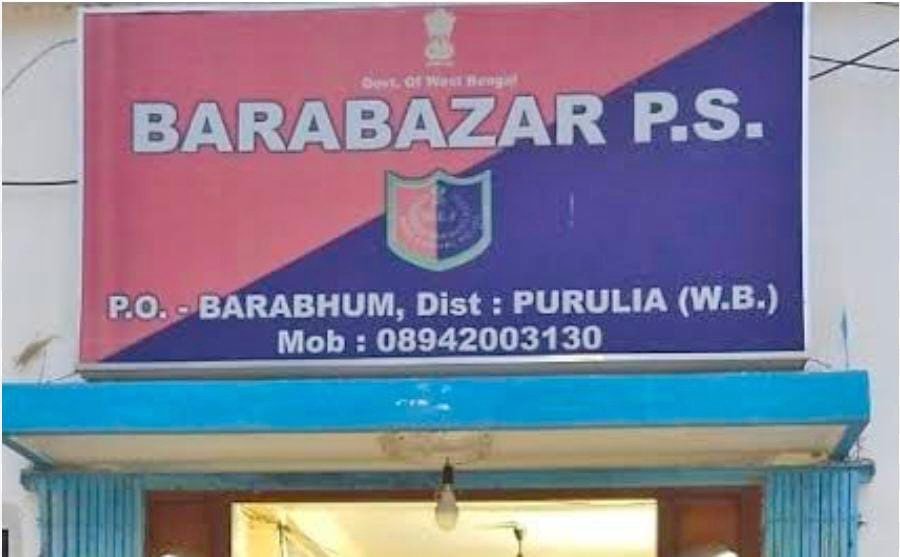 Govt. Of West Bengal
BARABAZAR P.S.
P.O. - BARABHUM, Dist : PURULIA (W.B.)
Mob : 08942003130